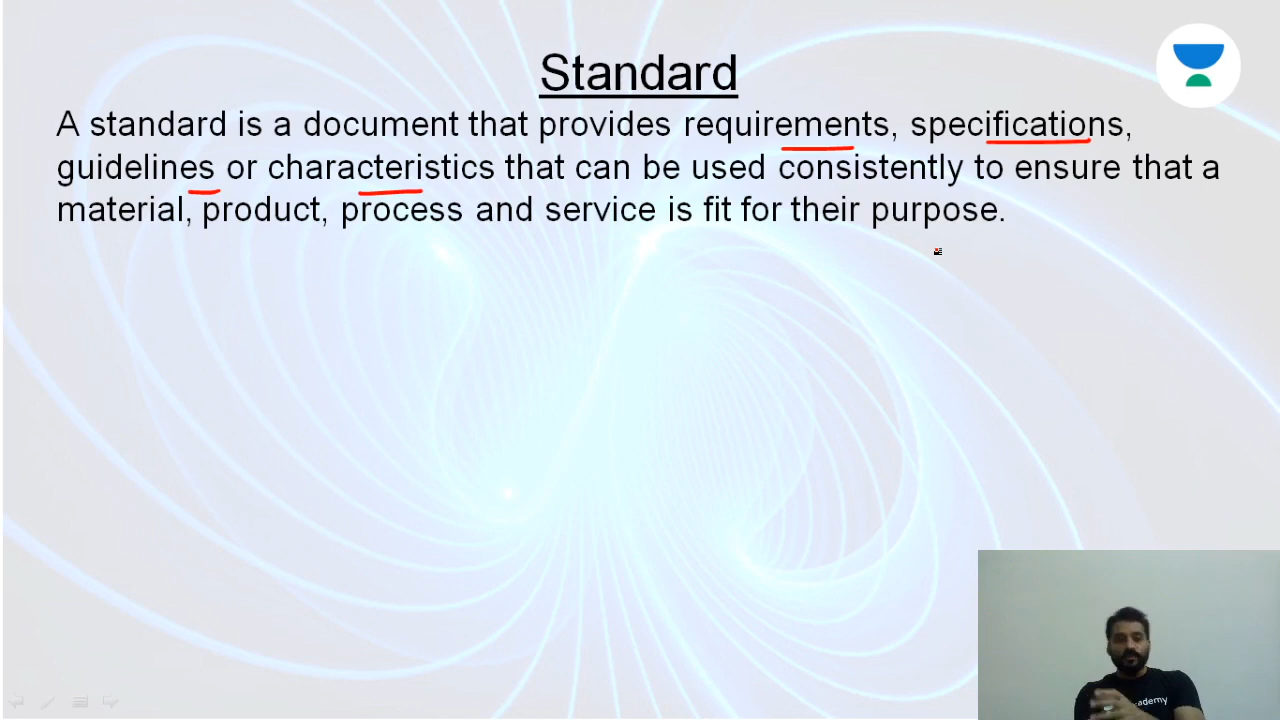 Standard
A standard is a document that provides requirements, specifications,
guidelines or characteristics that can be used consistently to ensure that a
material, product, process and service is fit for their purpose.
ademy